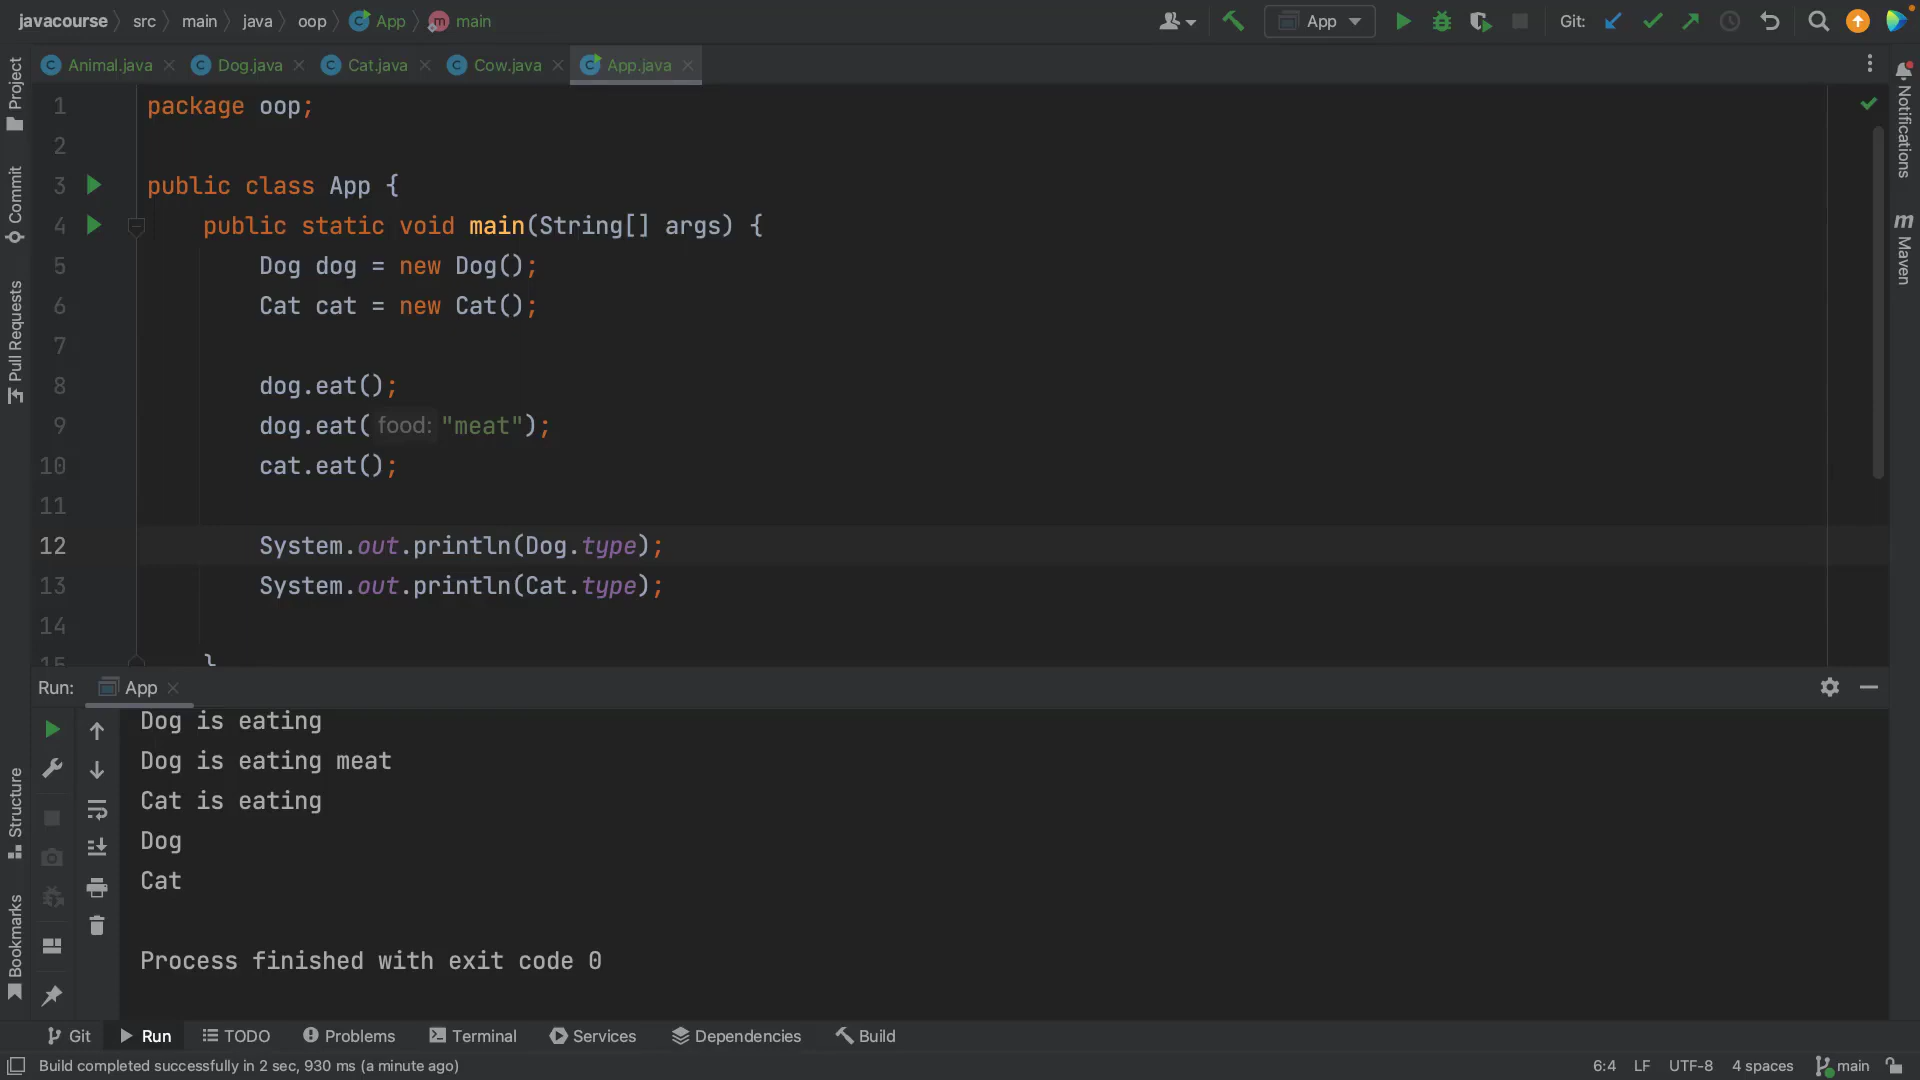 javacourse src main java oop App main App Git:
Animal.java Dog.java Cat.java Cow.java App.java
Project
Commit
Pull Requests
Structure
Bookmarks
Notifications
m Maven
1 package oop;
2
3 public class App {
4 public static void main(String[] args) {
5 Dog dog = new Dog();
6 Cat cat = new Cat();
7
8 dog.eat();
9 dog.eat( food: "meat");
10 cat.eat();
11
12 System.out.println(Dog.type);
13 System.out.println(Cat.type);
14
15 }
Run: App
Dog is eating
Dog is eating meat
Cat is eating
Dog
Cat
Process finished with exit code 0
Git Run TODO Problems Terminal Services Dependencies Build
Build completed successfully in 2 sec, 930 ms (a minute ago) 6:4 LF UTF-8 4 spaces main